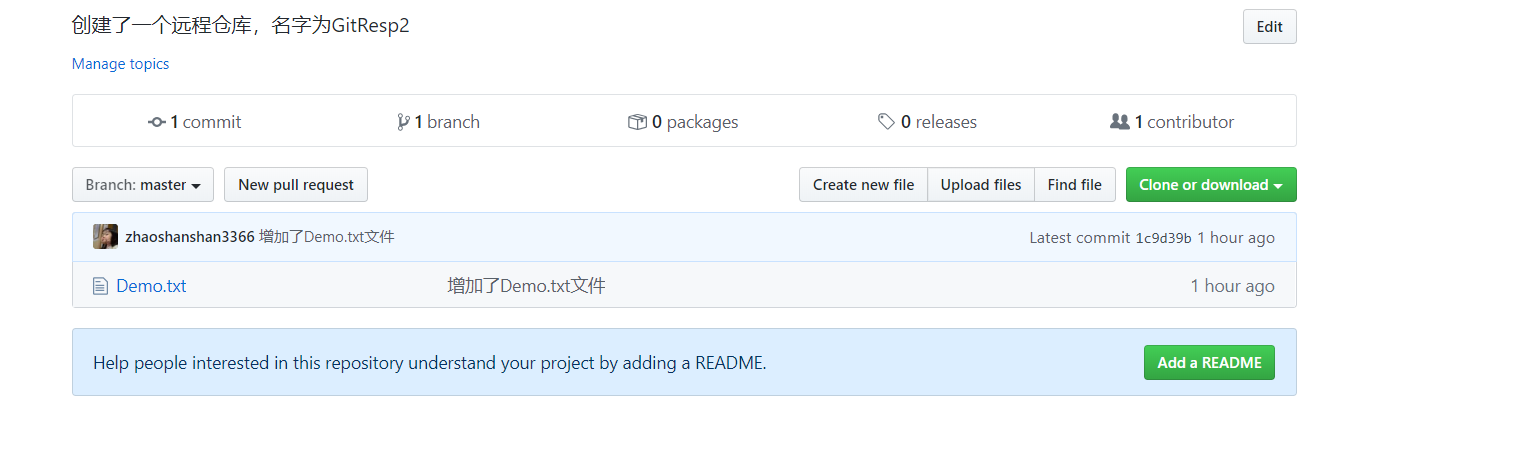 创建了一个远程仓库，名字为GitResp2
Edit
Manage topics
1 commit
1 branch
0 packages
0 releases
1 contributor
Branch: master
New pull request
Create new file
Upload files
Find file
Clone or download
zhaoshanshan3366 增加了Demo.txt文件
Latest commit 1c9d39b 1 hour ago
Demo.txt
增加了Demo.txt文件
1 hour ago
Help people interested in this repository understand your project by adding a README.
Add a README